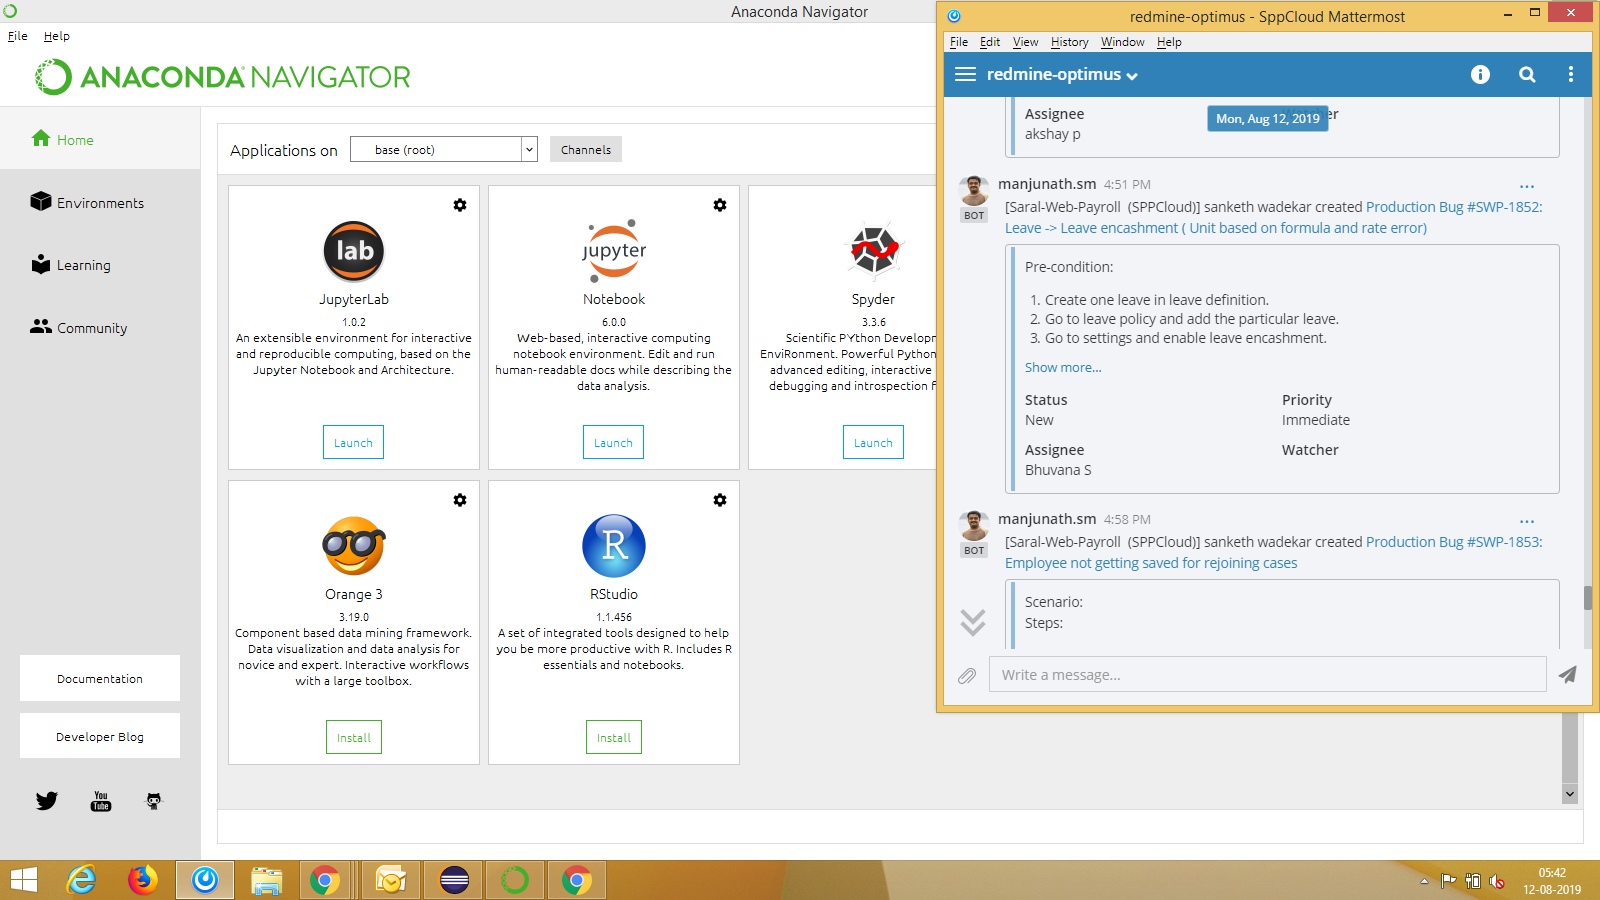 Anaconda Navigator
File Help
ANACONDA NAVIGATOR
Home
Environments
Learning
Community
Documentation
Developer Blog
You
Tube
Applications on
base (root)
Channels
lab
JupyterLab
1.0.2
An extensible environment for interactive
and reproducible computing, based on the
Jupyter Notebook and Architecture.
Launch
jupyter
Notebook
6.0.0
Web-based, interactive computing
notebook environment. Edit and run
human-readable docs while describing the
data analysis.
Launch
Spyder
3.3.6
Scientific PYthon Develop
EnviRonment. Powerful Python
advanced editing, interactive
debugging and introspection f
Launch
Orange 3
3.19.0
Component based data mining framework.
Data visualization and data analysis for
novice and expert. Interactive workflows
with a large toolbox.
Install
R
RStudio
1.1.456
A set of integrated tools designed to help
you be more productive with R. Includes R
essentials and notebooks.
Install
redmine-optimus - SppCloud Mattermost
File Edit View History Window Help
redmine-optimus
Assignee
akshay p
Mon, Aug 12, 2019
manjunath.sm 4:51 PM
BOT
[Saral-Web-Payroll (SPPCloud)] sanketh wadekar created Production Bug #SWP-1852:
Leave -> Leave encashment ( Unit based on formula and rate error)
Pre-condition:
1. Create one leave in leave definition.
2. Go to leave policy and add the particular leave.
3. Go to settings and enable leave encashment.
Show more...
Status Priority
New Immediate
Assignee Watcher
Bhuvana S
manjunath.sm 4:58 PM
BOT
[Saral-Web-Payroll (SPPCloud)] sanketh wadekar created Production Bug #SWP-1853:
Employee not getting saved for rejoining cases
Scenario:
Steps:
Write a message...
05:42
12-08-2019